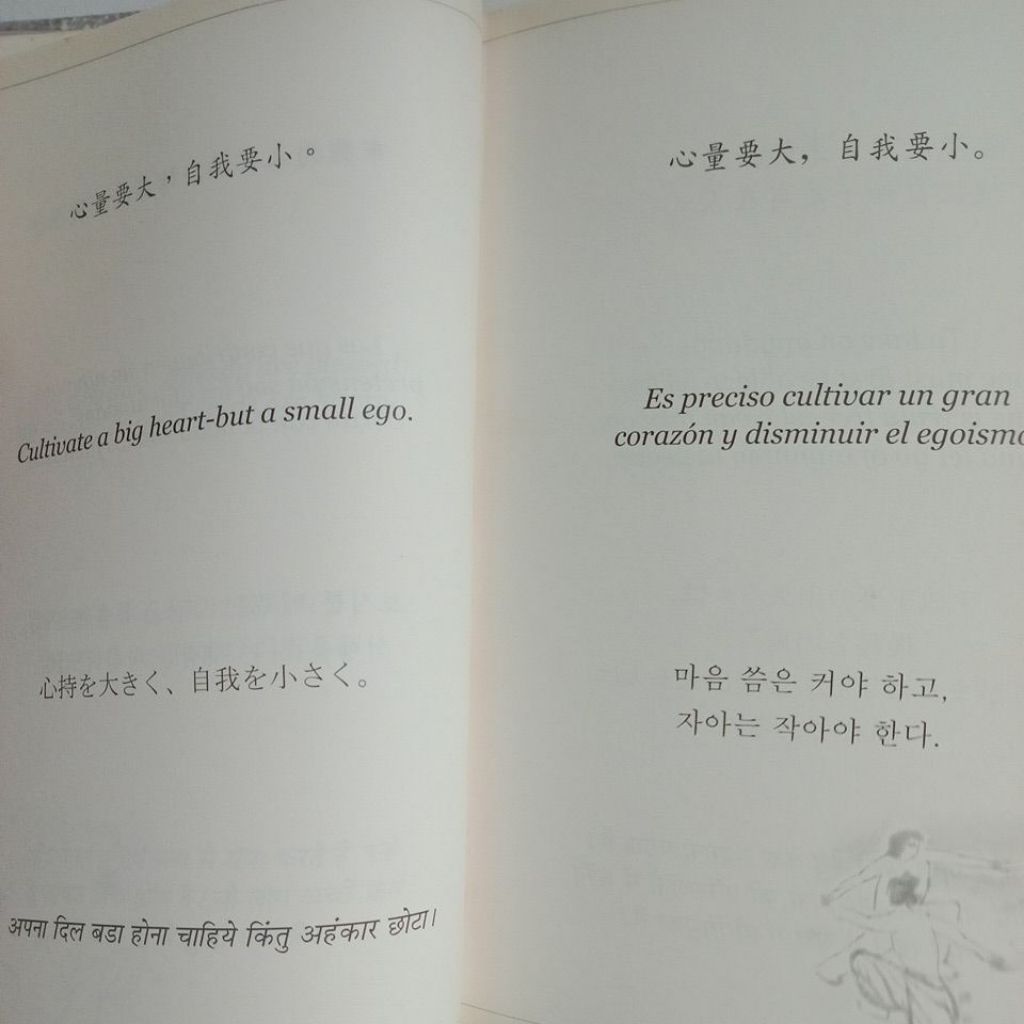 心量要大，自我要小。
Cultivate a big heart-but a small ego.
心持を大きく、自我を小さく。
अपना दिल बडा होना चाहिये किंतु अहंकार छोटा।
心量要大，自我要小。
Es preciso cultivar un gran
corazón y disminuir el egoismo
마음 씀은 커야 하고,
자아는 작아야 한다.